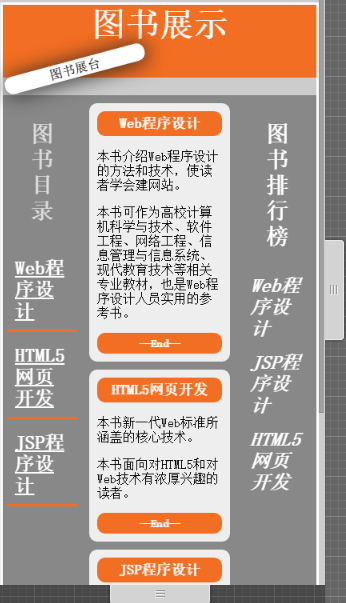 图书展示
图书展台
图
书
目
录
Web程
序设
计
HTML5
网页
开发
JSP程
序设
计
Web程序设计
本书介绍Web程序设计
的方法和技术，使读
者学会建网站。
本书可作为高校计算
机科学与技术、软件
工程、网络工程、信
息管理与信息系统、
现代教育技术等相关
专业教材，也是Web程
序设计人员实用的参
考书。
—End—
HTML5网页开发
本书新一代Web标准所
涵盖的核心技术。
本书面向对HTML5和对
Web技术有浓厚兴趣的
读者。
—End—
JSP程序设计
图
书
排
行
榜
Web程
序设
计
JSP程
序设
计
HTML5
网页
开发